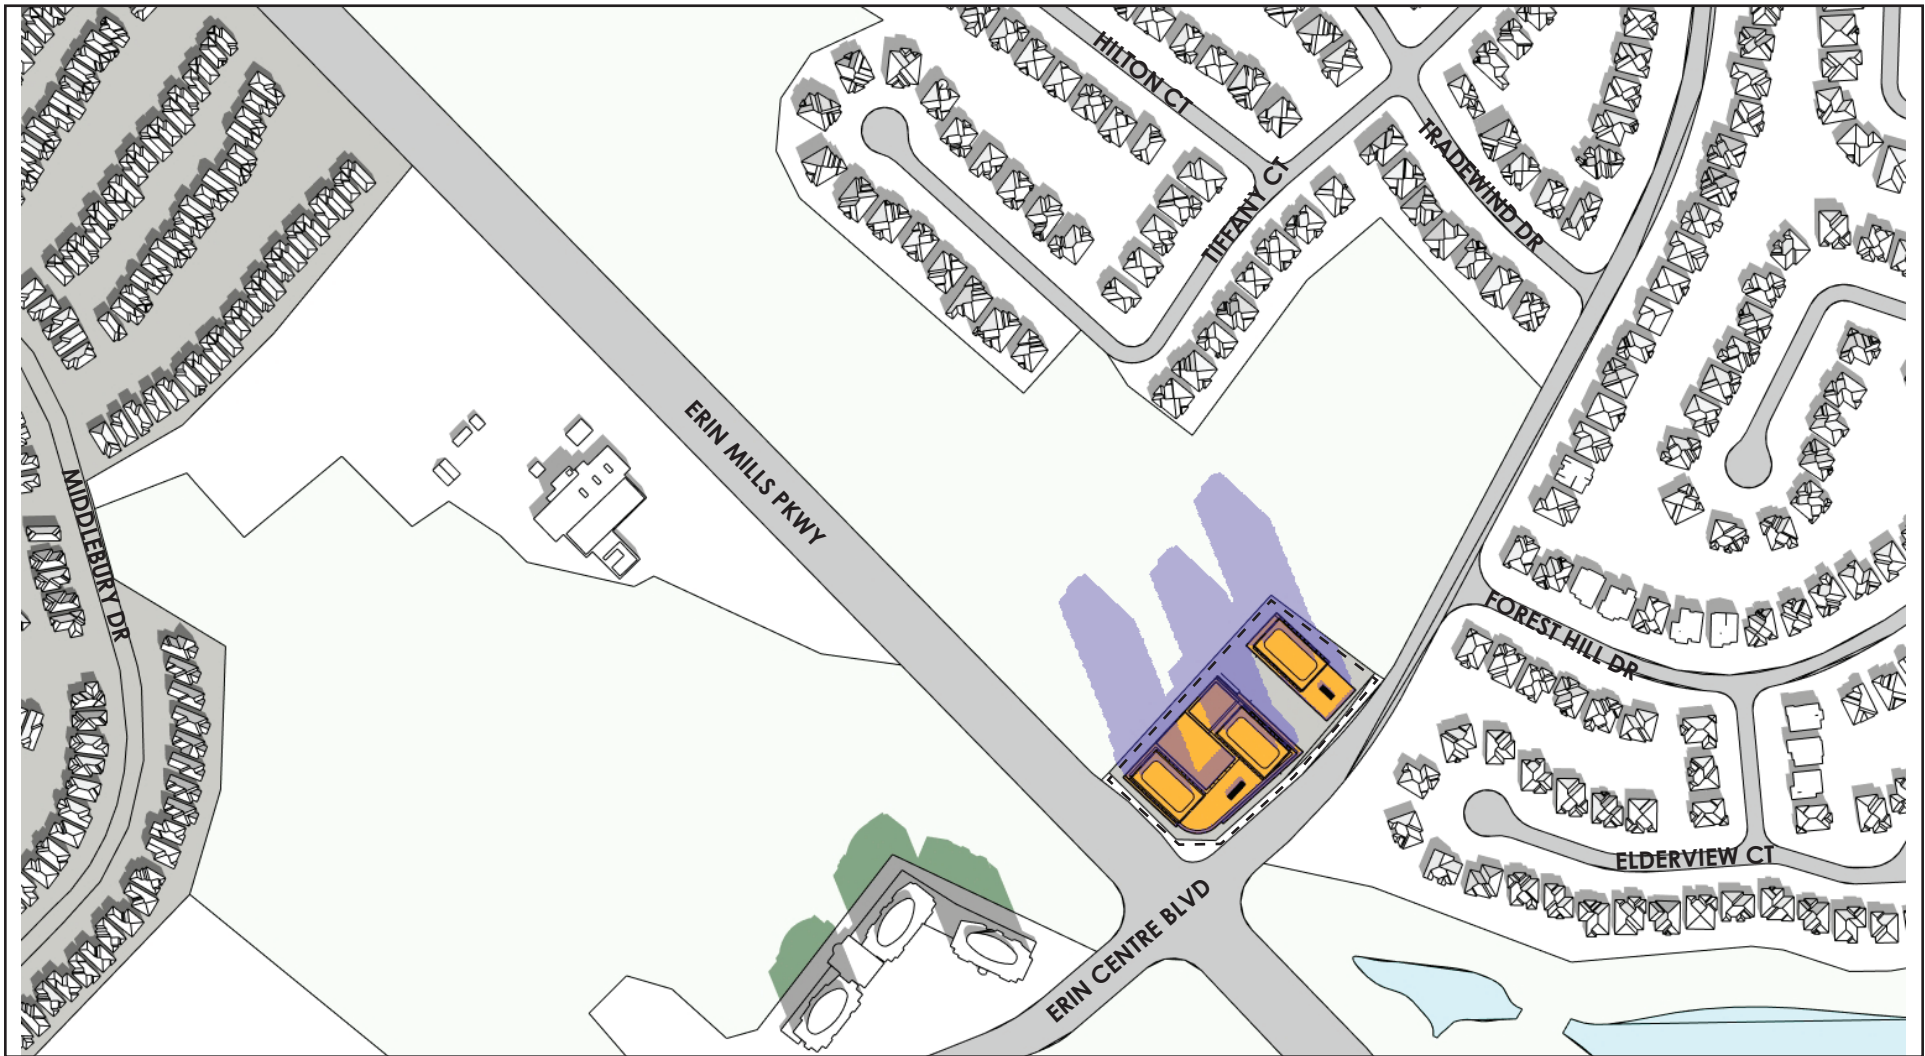 HILTON CT
TIFFANY CT
TRADEWIND DR
ERIN MILLS PKWY
MIDDLEBURY DR
FOREST HILL DR
ELDERVIEW CT
ERIN CENTRE BLVD